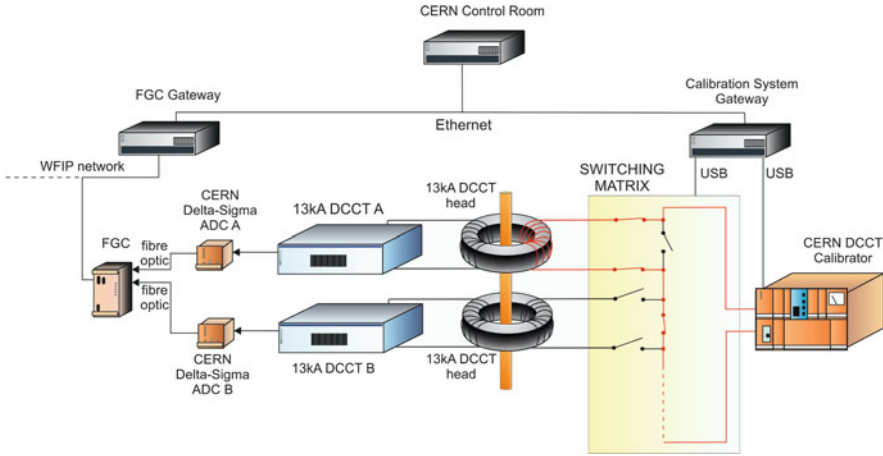 CERN Control Room
FGC Gateway
Calibration System
Gateway
Ethernet
WFIP network
USB
USB
SWITCHING
MATRIX
CERN
Delta-Sigma
ADC A
13kA DCCT A
13kA DCCT
head
FGC
fibre
optic
CERN DCCT
Calibrator
fibre
optic
CERN
Delta-Sigma
ADC B
13kA DCCT B
13kA DCCT
head